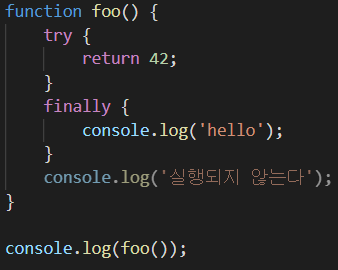 function foo() {
    try {
        return 42;
    }
    finally {
        console.log('hello');
    }
    console.log('실행되지 않는다');
}

console.log(foo());